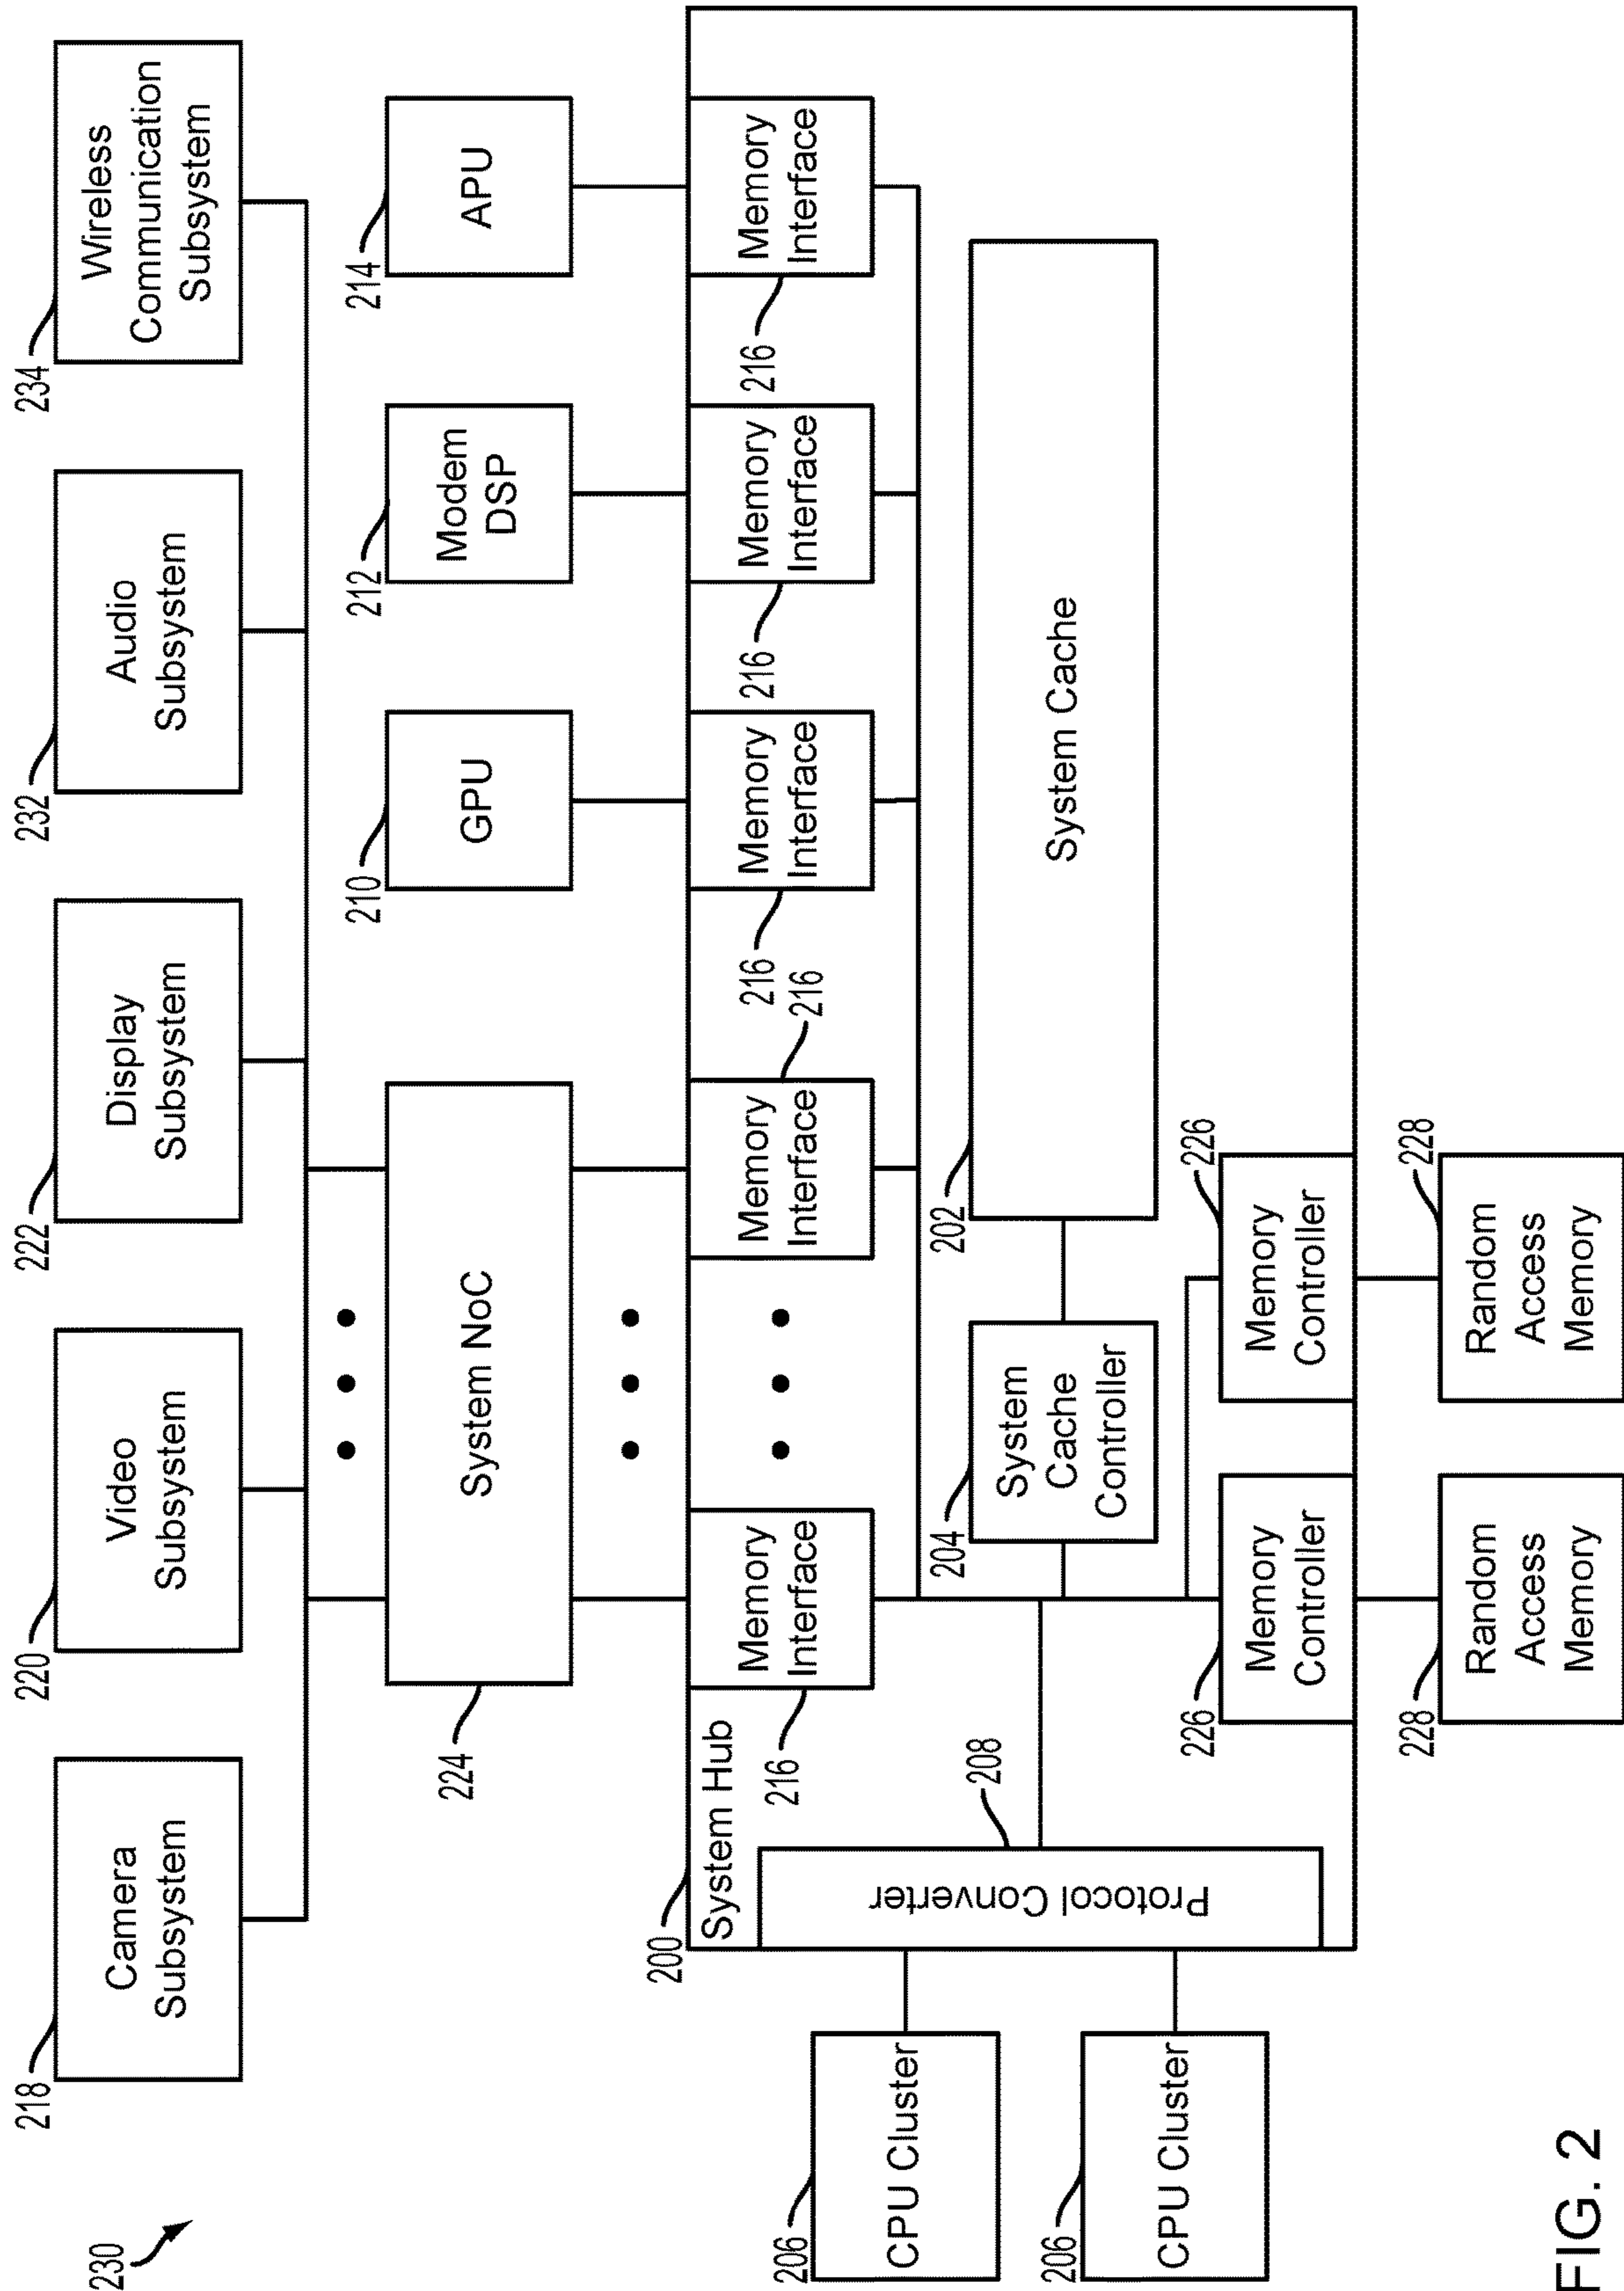 230
218
Camera
Subsystem
220
Video
Subsystem
222
Display
Subsystem
232
Audio
Subsystem
234
Wireless
Communication
Subsystem
224
System NoC
210
GPU
212
Modem
DSP
214
APU
200
System Hub
Memory
Interface
216
Memory
Interface
216
Memory
Interface
216
Memory
Interface
216
Memory
Interface
216
206
CPU Cluster
206
CPU Cluster
Protocol Converter
208
204
System
Cache
Controller
202
System Cache
226
Memory
Controller
226
Memory
Controller
228
Random
Access
Memory
228
Random
Access
Memory
FIG. 2